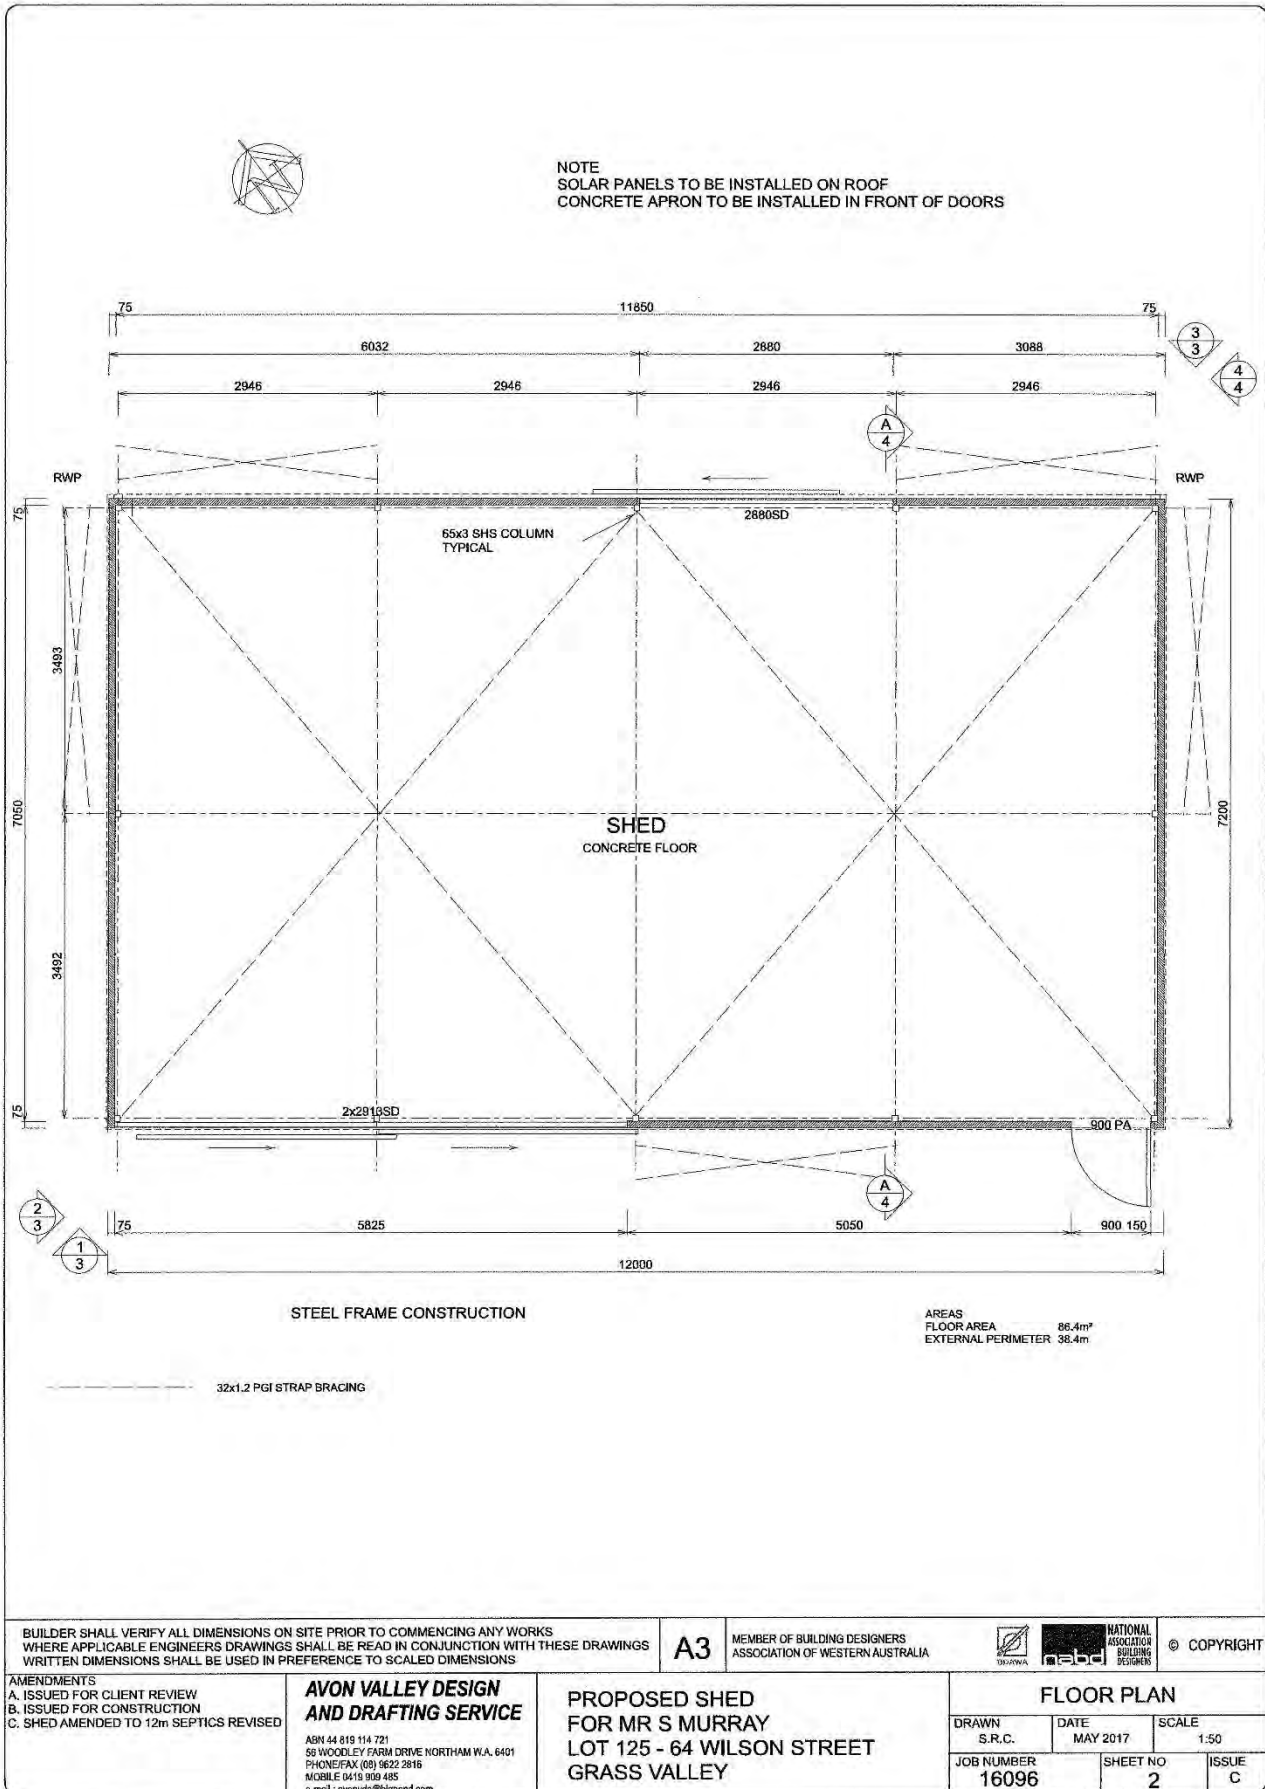 NOTE
SOLAR PANELS TO BE INSTALLED ON ROOF
CONCRETE APRON TO BE INSTALLED IN FRONT OF DOORS
75 11850 75
6032 2880 3088
3
3
4
4
2946 2946 2946 2946
A
4
RWP
RWP
75
2880SD
65x3 SHS COLUMN
TYPICAL
3493
7050
7200
SHED
CONCRETE FLOOR
3492
75
2x2913SD
900 PA
A
4
2
3
1
3
75 5825 5050 900 150
12000
STEEL FRAME CONSTRUCTION
AREAS
FLOOR AREA 86.4m²
EXTERNAL PERIMETER 38.4m
32x1.2 PGI STRAP BRACING
BUILDER SHALL VERIFY ALL DIMENSIONS ON SITE PRIOR TO COMMENCING ANY WORKS
WHERE APPLICABLE ENGINEERS DRAWINGS SHALL BE READ IN CONJUNCTION WITH THESE DRAWINGS
WRITTEN DIMENSIONS SHALL BE USED IN PREFERENCE TO SCALED DIMENSIONS
A3
MEMBER OF BUILDING DESIGNERS
ASSOCIATION OF WESTERN AUSTRALIA
nabd
NATIONAL
ASSOCIATION
BUILDING
DESIGNERS
© COPYRIGHT
AMENDMENTS
A. ISSUED FOR CLIENT REVIEW
B. ISSUED FOR CONSTRUCTION
C. SHED AMENDED TO 12m SEPTICS REVISED
AVON VALLEY DESIGN
AND DRAFTING SERVICE
ABN 44 819 114 721
58 WOODLEY FARM DRIVE NORTHAM W.A. 6401
PHONE/FAX (08) 9622 2816
MOBILE 0419 909 485
PROPOSED SHED
FOR MR S MURRAY
LOT 125 - 64 WILSON STREET
GRASS VALLEY
FLOOR PLAN
DRAWN
S.R.C.
DATE
MAY 2017
SCALE
1:50
JOB NUMBER
16096
SHEET NO
2
ISSUE
C